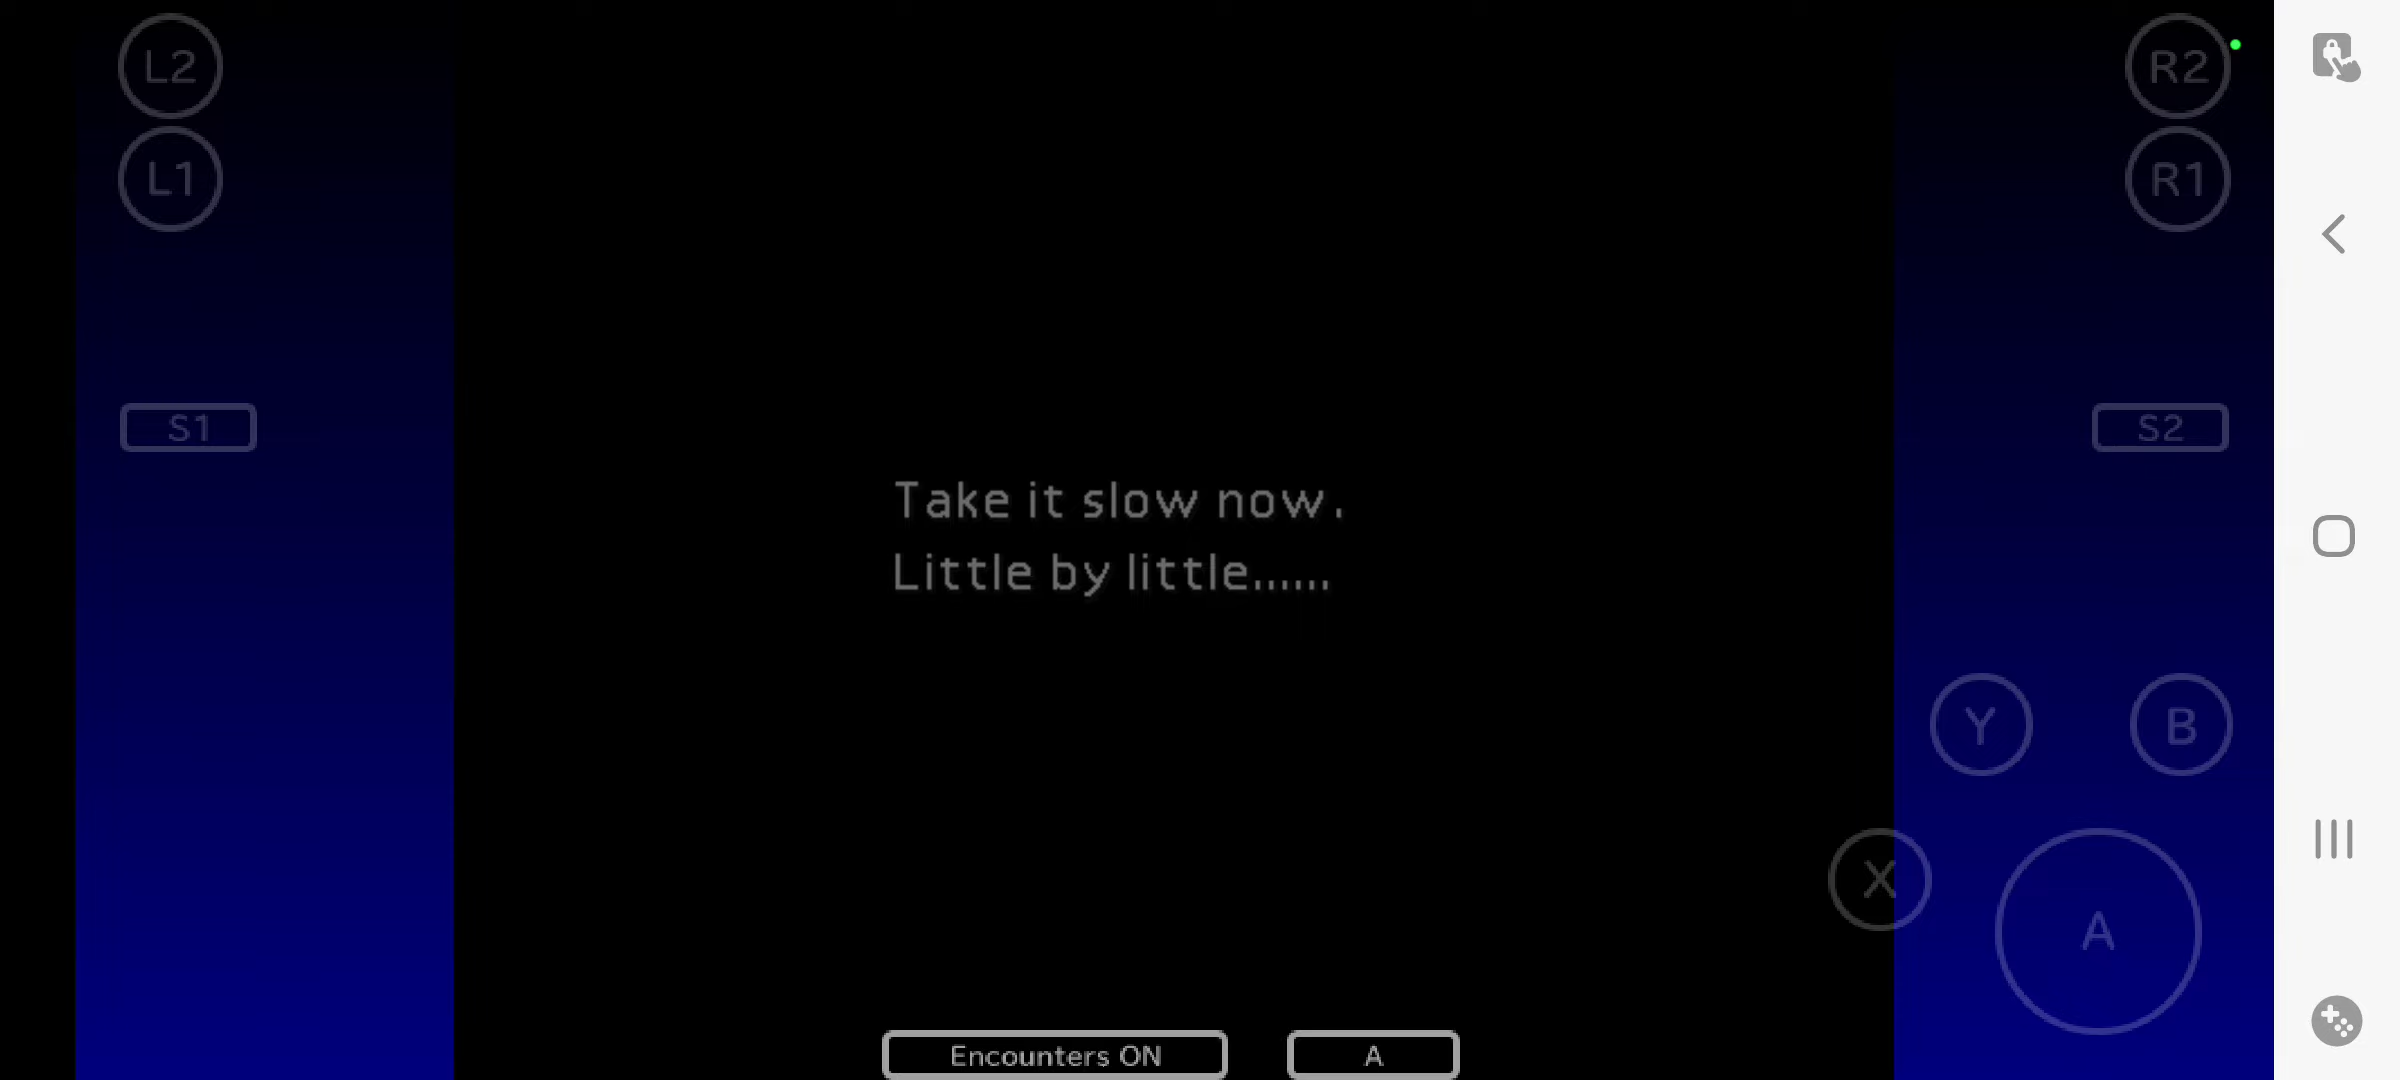 L2
R2
L1
R1
S1
S2
Take it slow now.
Little by little......
Y
B
X
A
Encounters ON
A